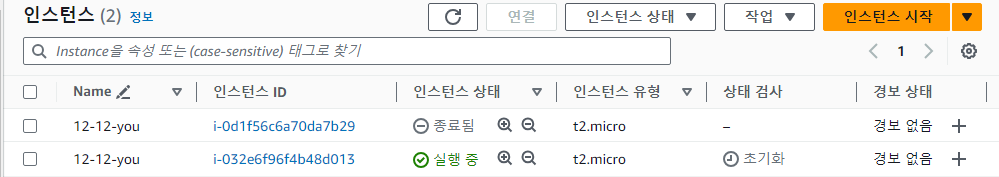 인스턴스 (2) 정보 연결 인스턴스 상태 작업 인스턴스 시작
Instance을 속성 또는 (case-sensitive) 태그로 찾기 1
Name 인스턴스 ID 인스턴스 상태 인스턴스 유형 상태 검사 경보 상태
12-12-you i-0d1f56c6a70da7b29 종료됨 t2.micro – 경보 없음
12-12-you i-032e6f96f4b48d013 실행 중 t2.micro 초기화 경보 없음